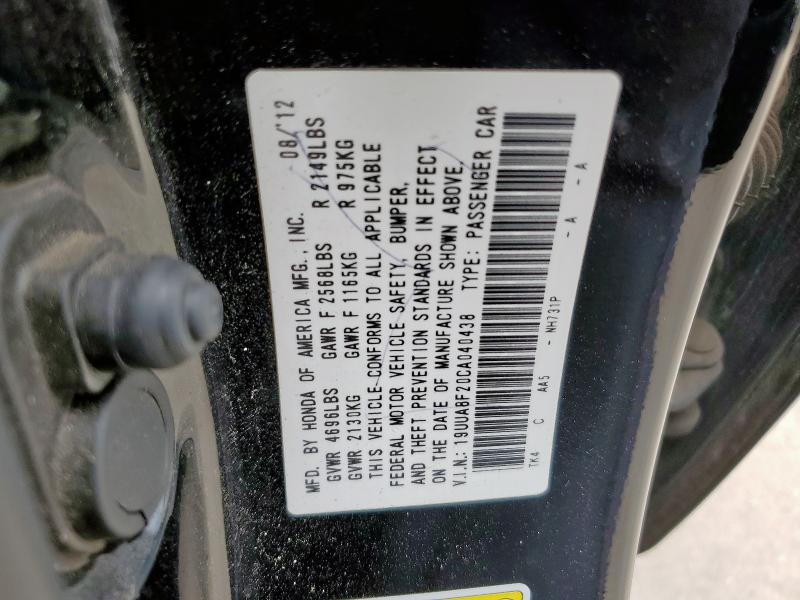 MFD. BY HONDA OF AMERICA MFG., INC. 08/'12
GVWR 4696LBS GAWR F 2568LBS R 2149LBS
GVWR 2130KG GAWR F 1165KG R 975KG
THIS VEHICLE CONFORMS TO ALL APPLICABLE
FEDERAL MOTOR VEHICLE SAFETY, BUMPER,
AND THEFT PREVENTION STANDARDS IN EFFECT
ON THE DATE OF MANUFACTURE SHOWN ABOVE.
V.I.N.: 19UUA8F20CA040438 TYPE: PASSENGER CAR
TK4 C AA5 - NH731P - A - A